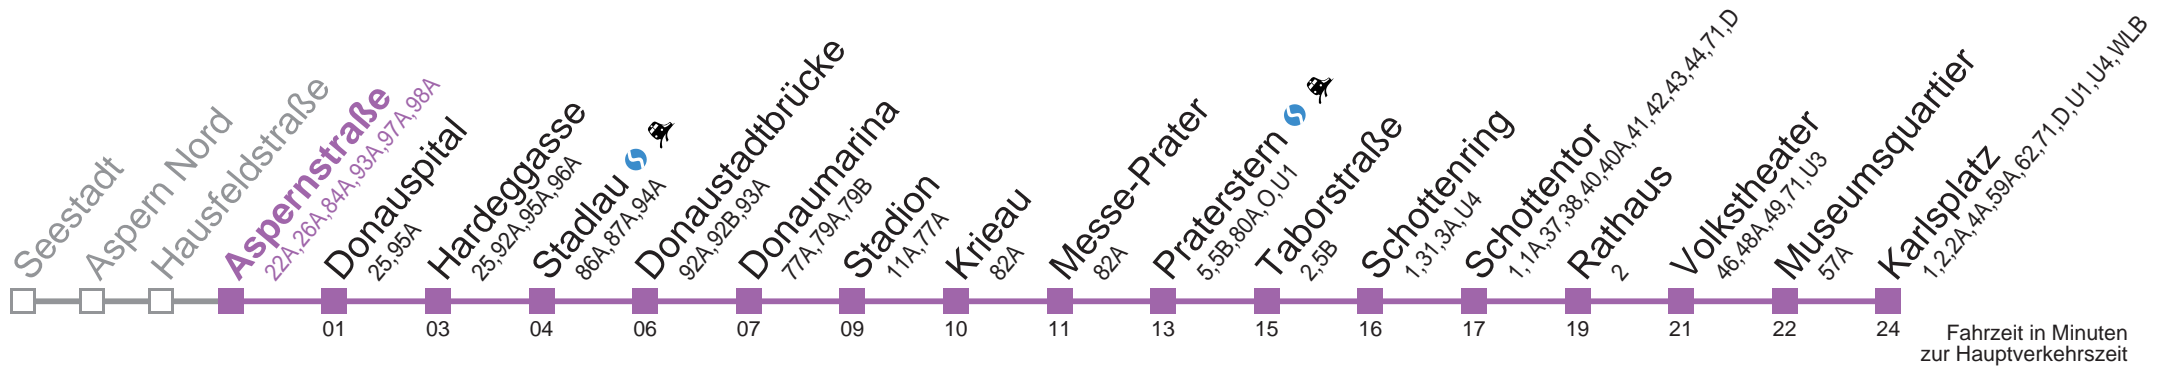 Seestadt
Aspern Nord
Hausfeldstraße
Aspernstraße
22A,26A,84A,93A,97A,98A
Donauspital
25,95A
Hardeggasse
25,92A,95A,96A
Stadlau
86A,87A,94A
Donaustadtbrücke
92A,92B,93A
Donaumarina
77A,79A,79B
Stadion
11A,77A
Krieau
82A
Messe-Prater
82A
Praterstern
5,5B,80A,O,U1
Taborstraße
2,5B
Schottenring
1,31,3A,U4
Schottentor
1,1A,37,38,40,40A,41,42,43,44,71,D
Rathaus
2
Volkstheater
46,48A,49,71,U3
Museumsquartier
57A
Karlsplatz
1,2,2A,4A,59A,62,71,D,U1,U4,WLB
01 03 04 06 07 09 10 11 13 15 16 17 19 21 22 24
Fahrzeit in Minuten
zur Hauptverkehrszeit